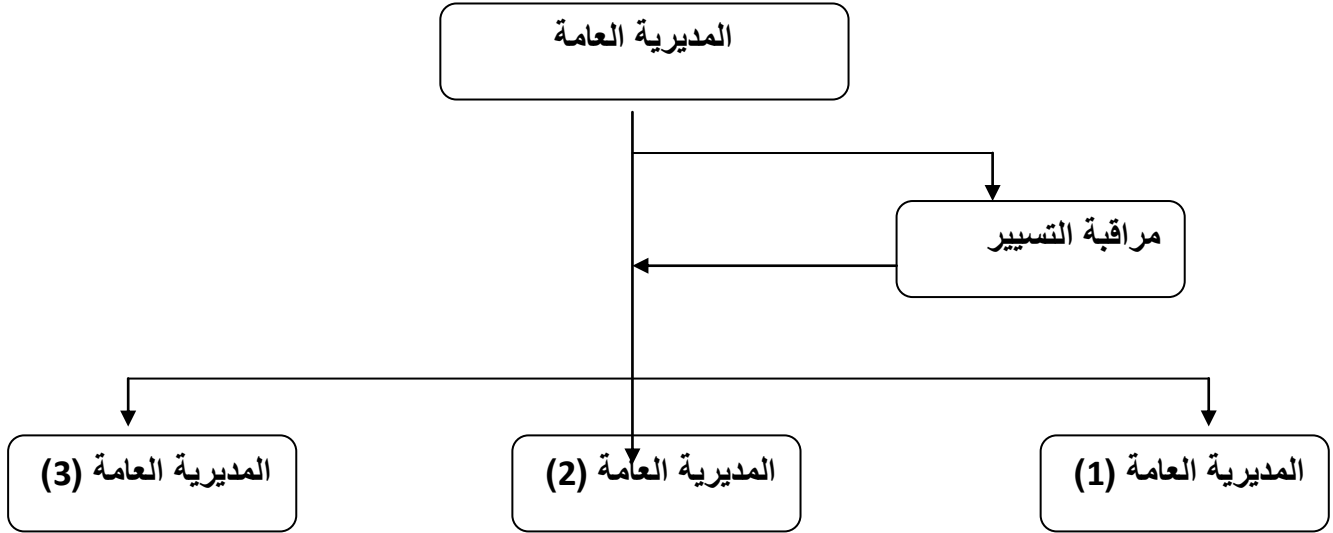 المديرية العامة
مراقبة التسيير
المديرية العامة (1)
المديرية العامة (2)
المديرية العامة (3)